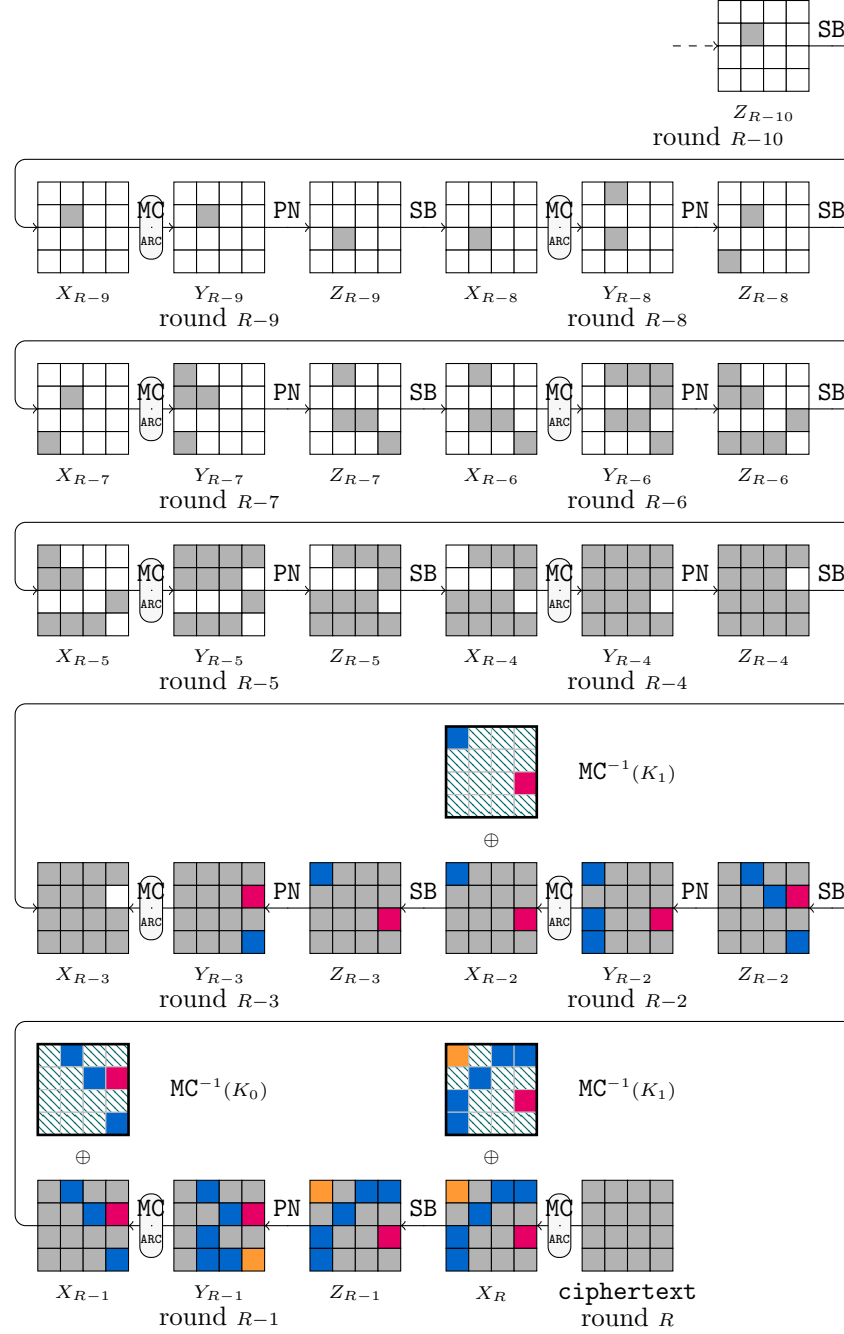 SB
Z_{R-10}
round R-10
MC PN SB MC PN SB
ARC ARC
X_{R-9} Y_{R-9} Z_{R-9} X_{R-8} Y_{R-8} Z_{R-8}
round R-9 round R-8
MC PN SB MC PN SB
ARC ARC
X_{R-7} Y_{R-7} Z_{R-7} X_{R-6} Y_{R-6} Z_{R-6}
round R-7 round R-6
MC PN SB MC PN SB
ARC ARC
X_{R-5} Y_{R-5} Z_{R-5} X_{R-4} Y_{R-4} Z_{R-4}
round R-5 round R-4
MC^{-1}(K_1)
⊕
MC PN SB MC PN SB
ARC ARC
X_{R-3} Y_{R-3} Z_{R-3} X_{R-2} Y_{R-2} Z_{R-2}
round R-3 round R-2
MC^{-1}(K_0) MC^{-1}(K_1)
⊕ ⊕
MC PN SB MC
ARC ARC
X_{R-1} Y_{R-1} Z_{R-1} X_R ciphertext
round R-1 round R